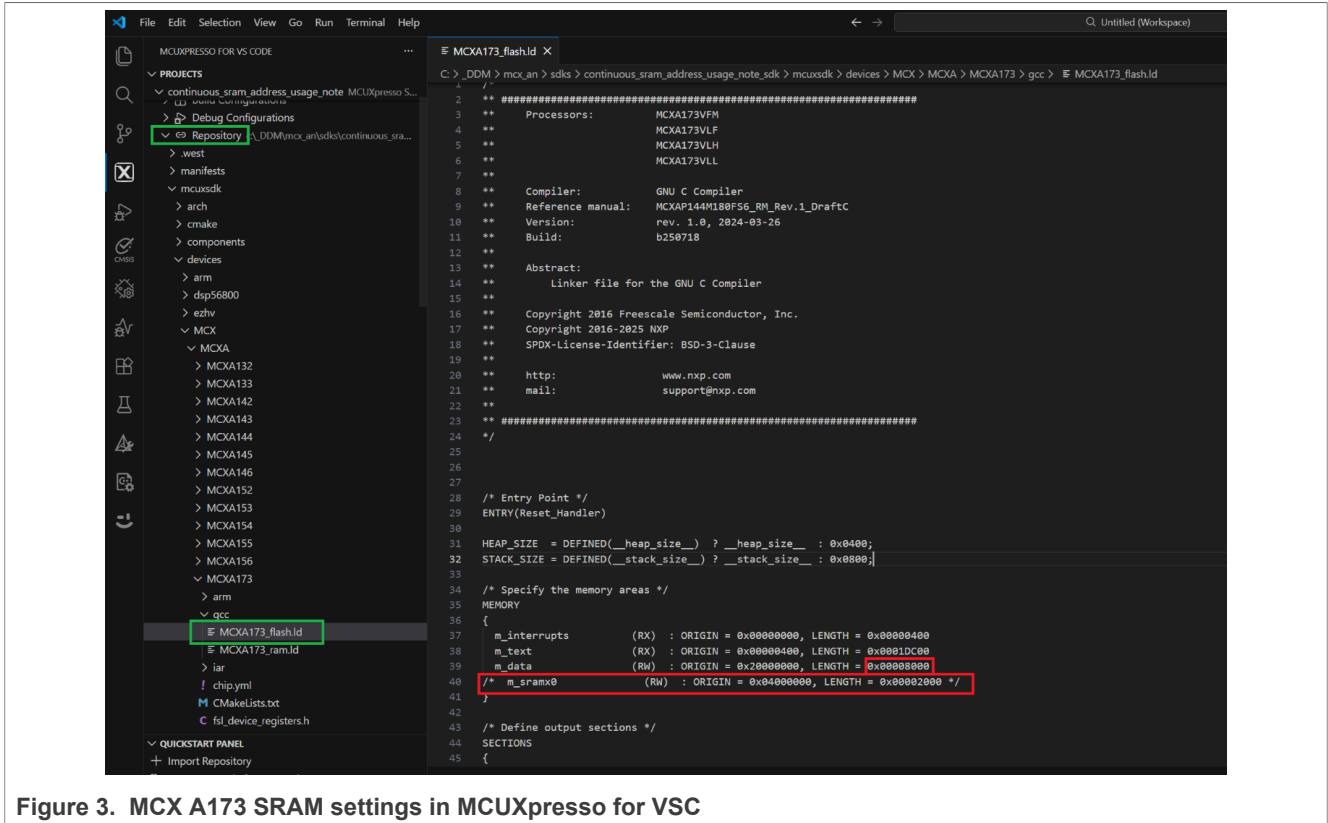 File Edit Selection View Go Run Terminal Help
Untitled (Workspace)
MCUXPRESSO FOR VS CODE ...
PROJECTS
continuous_sram_address_usage_note MCUXpresso S...
Build Configurations
Debug Configurations
Repository c:\_DDM\mcx_an\sdks\continuous_sra...
.west
manifests
mcuxsdk
arch
cmake
components
devices
arm
dsp56800
ezhv
MCX
MCXA
MCXA132
MCXA133
MCXA142
MCXA143
MCXA144
MCXA145
MCXA146
MCXA152
MCXA153
MCXA154
MCXA155
MCXA156
MCXA173
arm
gcc
MCXA173_flash.ld
MCXA173_ram.ld
iar
! chip.yml
M CMakeLists.txt
C fsl_device_registers.h
QUICKSTART PANEL
+ Import Repository
CMSIS
MCXA173_flash.ld ×
C: > _DDM > mcx_an > sdks > continuous_sram_address_usage_note_sdk > mcuxsdk > devices > MCX > MCXA > MCXA173 > gcc > MCXA173_flash.ld
1 /*
2 ** ###################################################################
3 ** Processors: MCXA173VFM
4 ** MCXA173VLF
5 ** MCXA173VLH
6 ** MCXA173VLL
7 **
8 ** Compiler: GNU C Compiler
9 ** Reference manual: MCXAP144M180FS6_RM_Rev.1_DraftC
10 ** Version: rev. 1.0, 2024-03-26
11 ** Build: b250718
12 **
13 ** Abstract:
14 ** Linker file for the GNU C Compiler
15 **
16 ** Copyright 2016 Freescale Semiconductor, Inc.
17 ** Copyright 2016-2025 NXP
18 ** SPDX-License-Identifier: BSD-3-Clause
19 **
20 ** http: www.nxp.com
21 ** mail: support@nxp.com
22 **
23 ** ###################################################################
24 */
25
26
27
28 /* Entry Point */
29 ENTRY(Reset_Handler)
30
31 HEAP_SIZE = DEFINED(__heap_size__) ? __heap_size__ : 0x0400;
32 STACK_SIZE = DEFINED(__stack_size__) ? __stack_size__ : 0x0800;
33
34 /* Specify the memory areas */
35 MEMORY
36 {
37 m_interrupts (RX) : ORIGIN = 0x00000000, LENGTH = 0x00000400
38 m_text (RX) : ORIGIN = 0x00000400, LENGTH = 0x0001DC00
39 m_data (RW) : ORIGIN = 0x20000000, LENGTH = 0x00008000
40 /* m_sramx0 (RW) : ORIGIN = 0x04000000, LENGTH = 0x00002000 */
41 }
42
43 /* Define output sections */
44 SECTIONS
45 {
Figure 3. MCX A173 SRAM settings in MCUXpresso for VSC